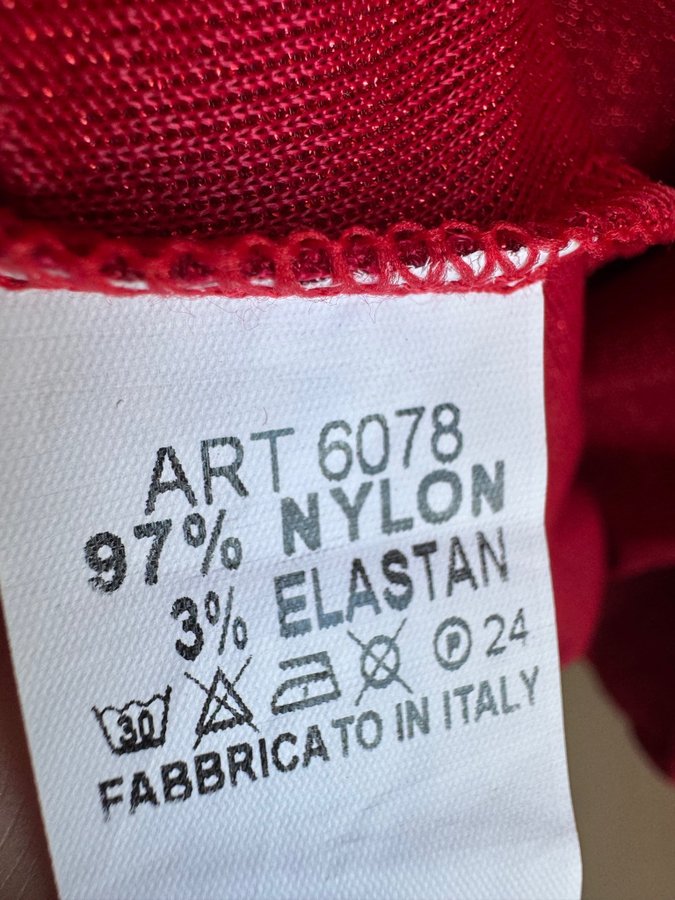 ART 6078
97% NYLON
3% ELASTAN
30 P 24
FABBRICATO IN ITALY